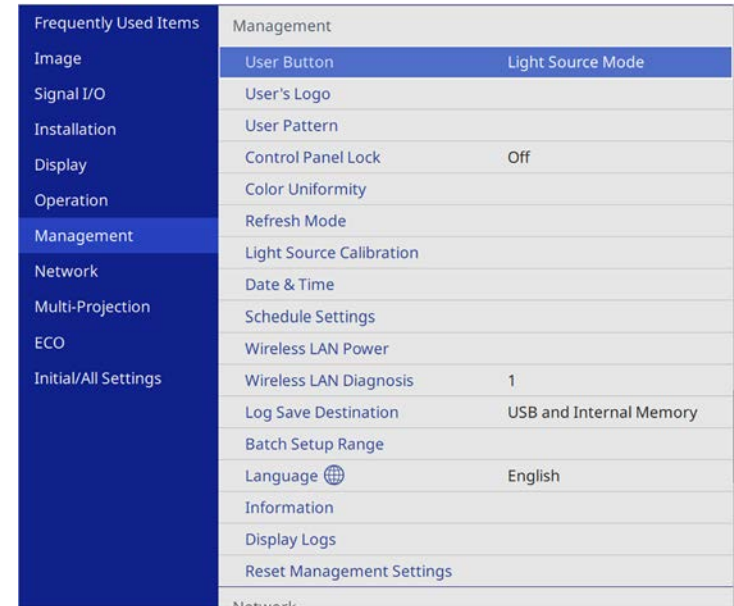 Frequently Used Items
Image
Signal I/O
Installation
Display
Operation
Management
Network
Multi-Projection
ECO
Initial/All Settings
Management
User Button Light Source Mode
User's Logo
User Pattern
Control Panel Lock Off
Color Uniformity
Refresh Mode
Light Source Calibration
Date & Time
Schedule Settings
Wireless LAN Power
Wireless LAN Diagnosis 1
Log Save Destination USB and Internal Memory
Batch Setup Range
Language English
Information
Display Logs
Reset Management Settings
Network